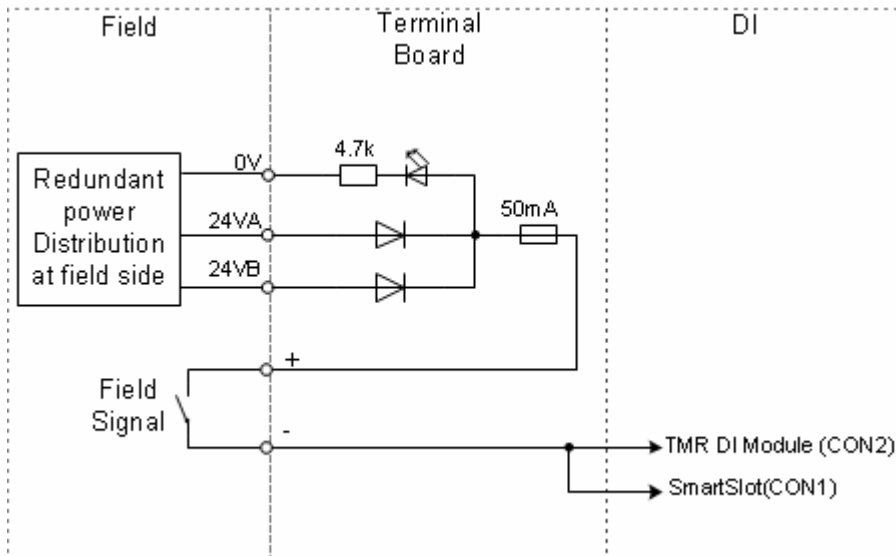 Field
Terminal
Board
DI
Redundant
power
Distribution
at field side
0V
24VA
24VB
4.7k
50mA
+
Field
Signal
-
TMR DI Module (CON2)
SmartSlot(CON1)